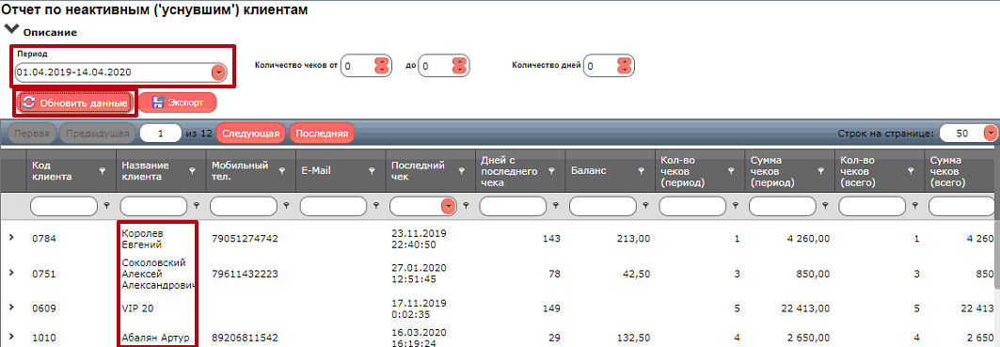 Отчет по неактивным ('уснувшим') клиентам
Описание
Период
01.04.2019-14.04.2020
Количество чеков от 0 до 0 Количество дней 0
Обновить данные Экспорт
Первая Предыдущая 1 из 12 Следующая Последняя Строк на странице: 50
Код клиента Название клиента Мобильный тел. E-Mail Последний чек Дней с последнего чека Баланс Кол-во чеков (период) Сумма чеков (период) Кол-во чеков (всего) Сумма чеков (всего)
0784 Королев Евгений 79051274742 23.11.2019 22:40:50 143 213,00 1 4 260,00 1 4 260
0751 Соколовский Алексей Александрович 79611432223 27.01.2020 12:51:45 78 42,50 3 850,00 3 850
0609 VIP 20 17.11.2019 0:02:35 149 5 22 413,00 5 22 413
1010 Абалян Артур 89206811542 16.03.2020 16:19:24 29 132,50 4 2 650,00 4 2 650